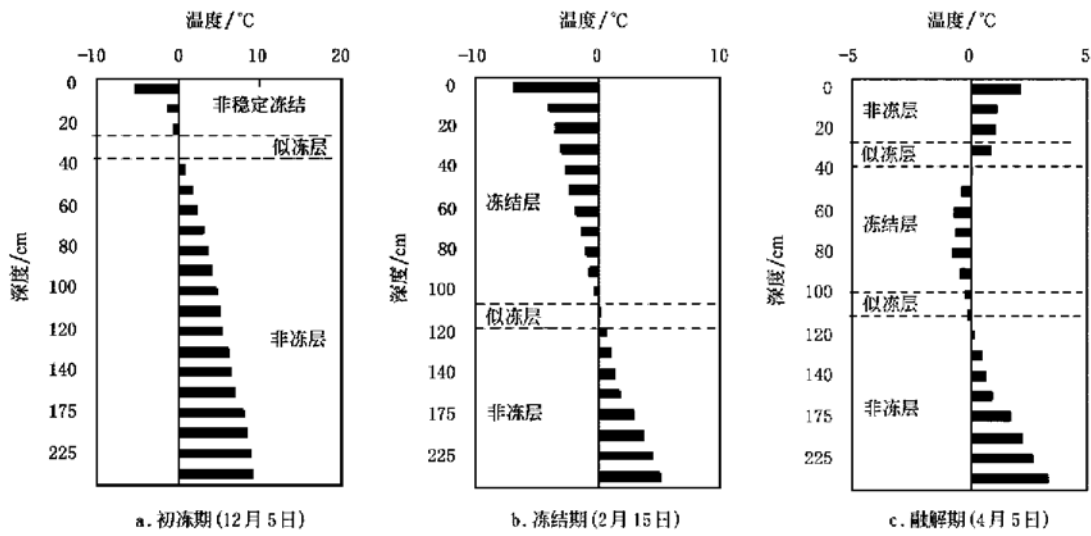 温度/℃
-10 0 10 20
0
20
40
60
80
100
120
140
175
225
深度/cm
非稳定冻结
似冻层
非冻层
a.初冻期(12月5日)
温度/℃
-10 0 10
0
20
40
60
80
100
120
140
175
225
深度/cm
冻结层
似冻层
非冻层
b.冻结期(2月15日)
温度/℃
-5 0 5
0
20
40
60
80
100
120
140
175
225
深度/cm
非冻层
似冻层
冻结层
似冻层
非冻层
c.融解期(4月5日)